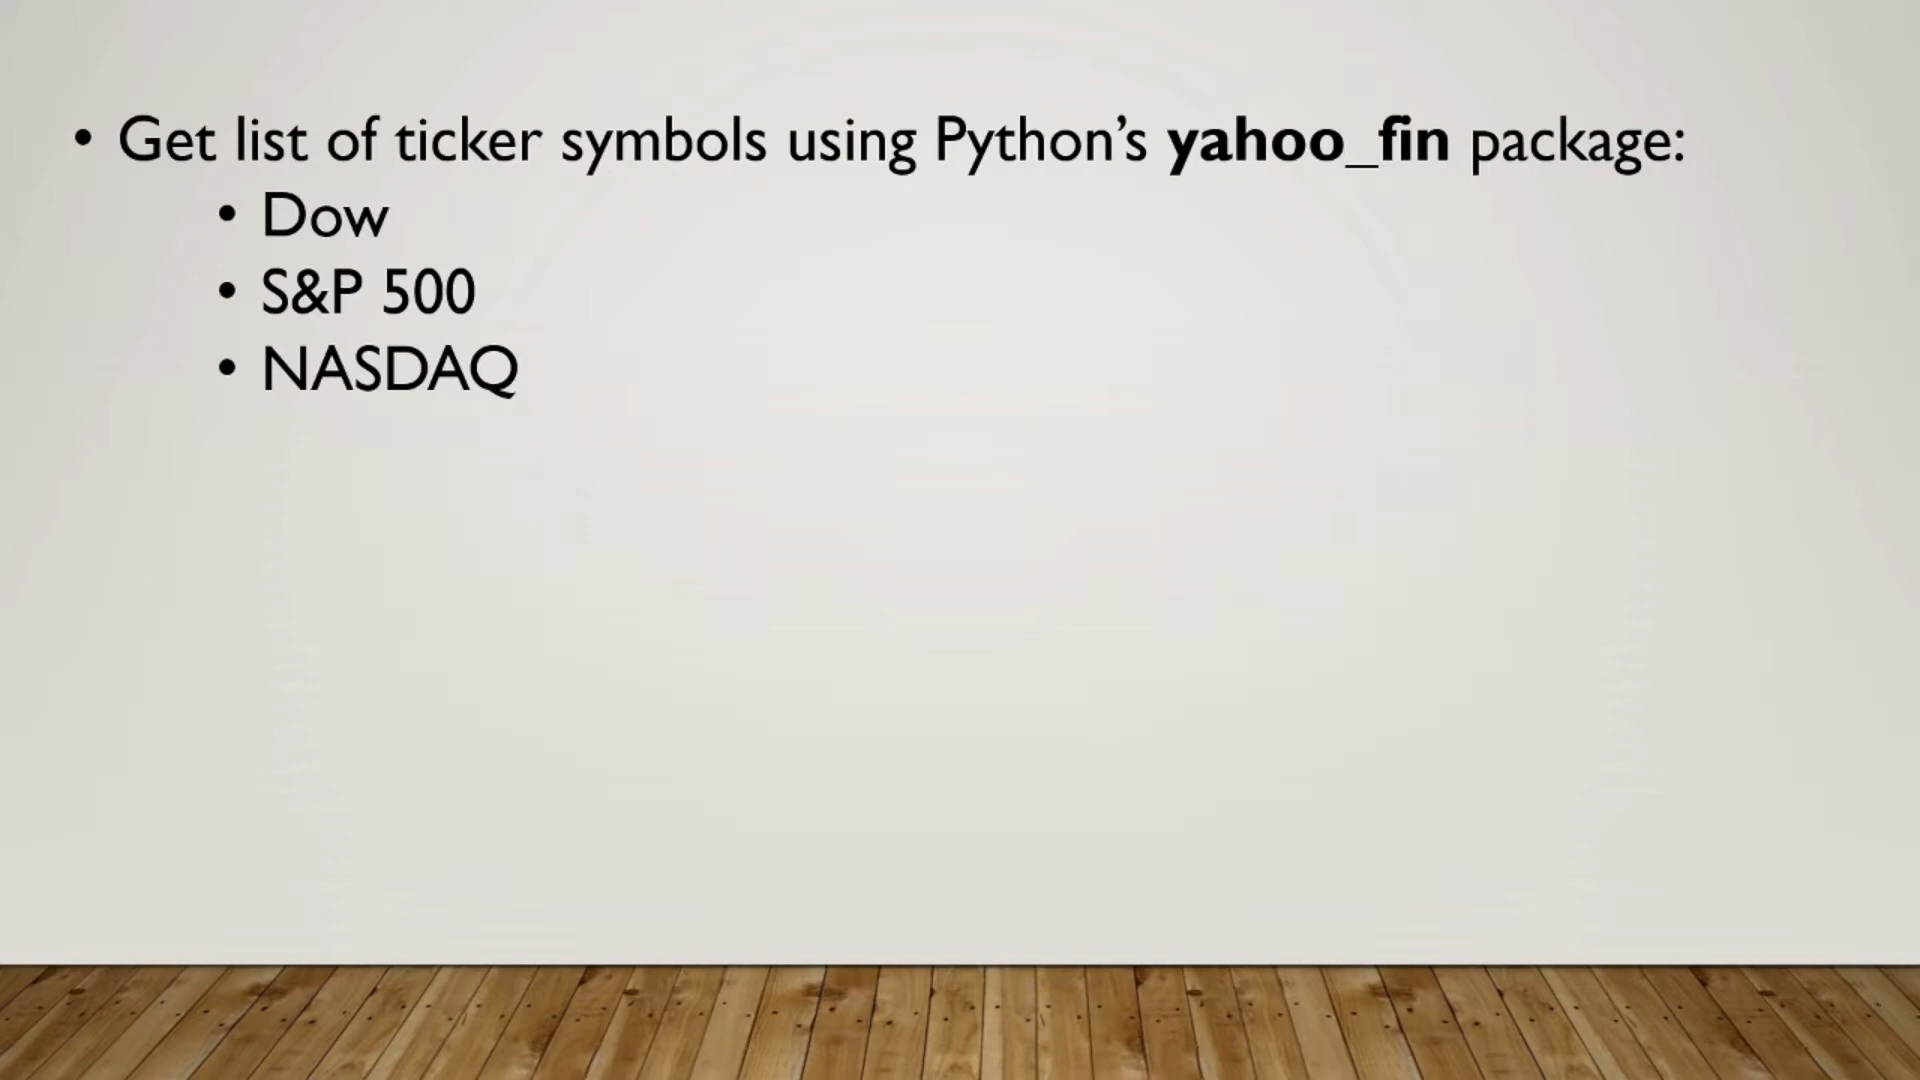 • Get list of ticker symbols using Python’s yahoo_fin package:
• Dow
• S&P 500
• NASDAQ